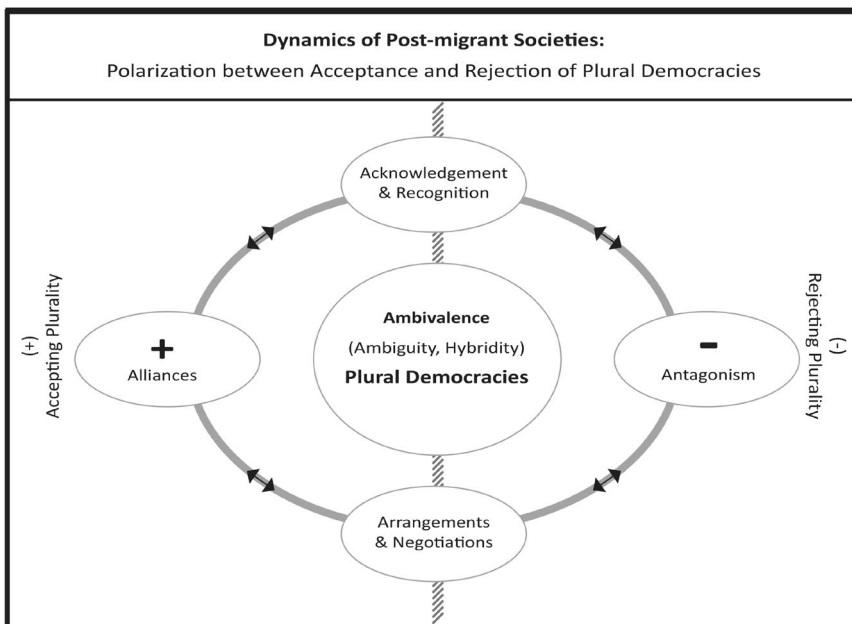 Dynamics of Post-migrant Societies:
Polarization between Acceptance and Rejection of Plural Democracies
Acknowledgement
& Recognition
(+)
Accepting Plurality
+
Alliances
Ambivalence
(Ambiguity, Hybridity)
Plural Democracies
-
Antagonism
(-)
Rejecting Plurality
Arrangements
& Negotiations